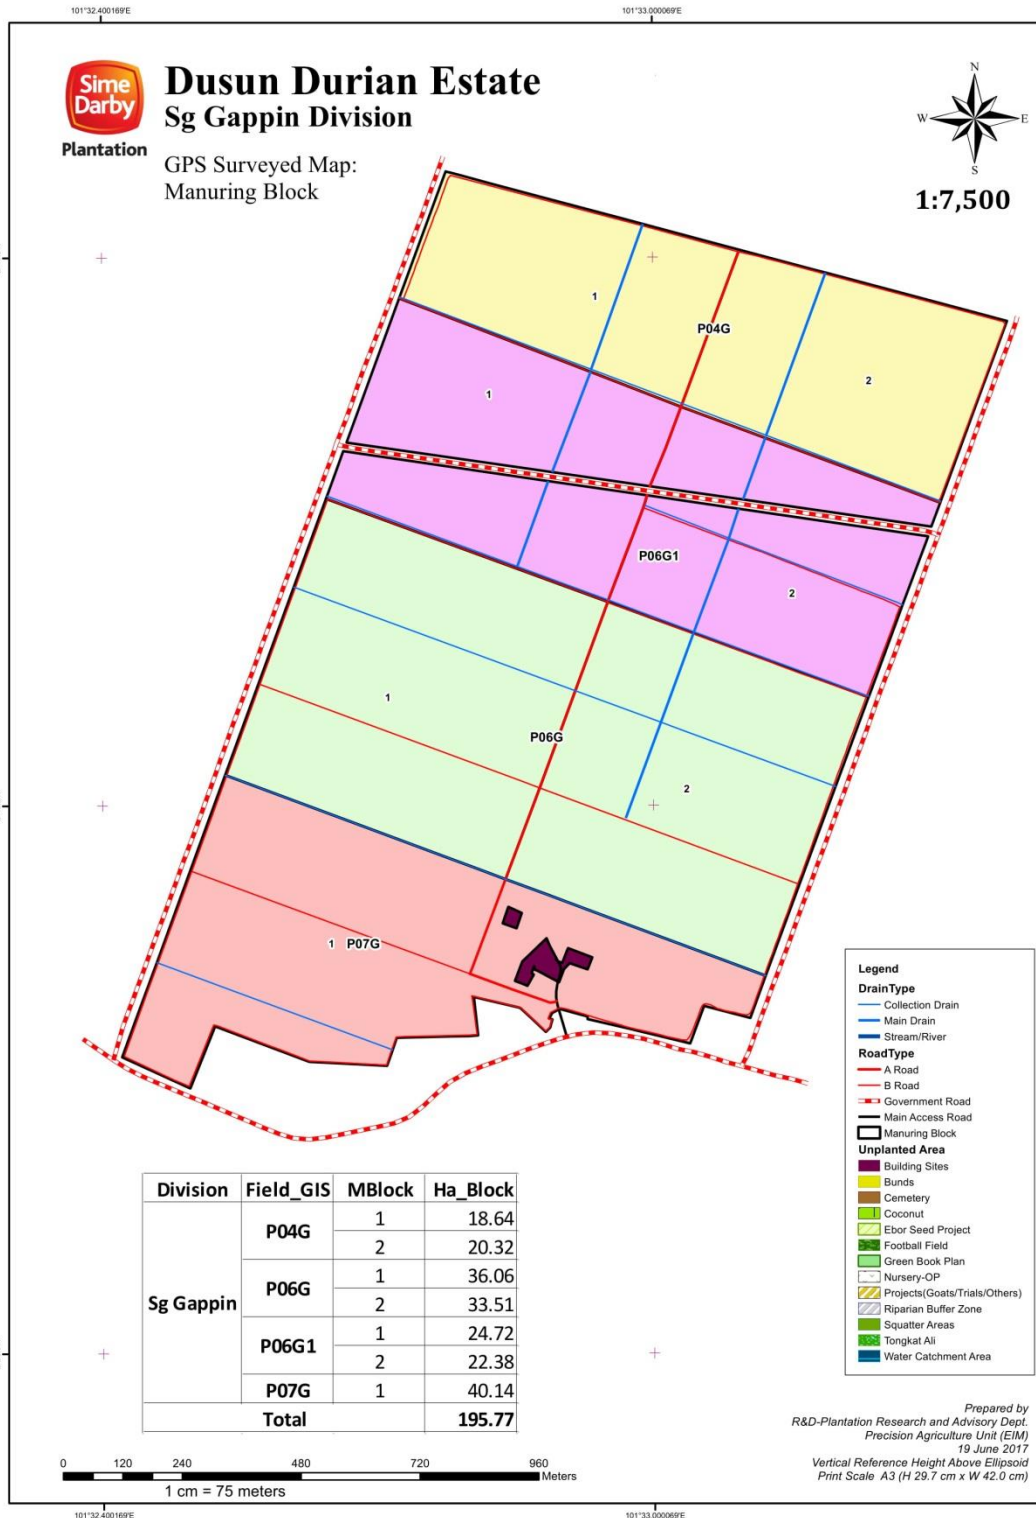 101°32.400169'E
101°33.000069'E
Sime
Darby
Plantation
Dusun Durian Estate
Sg Gappin Division
GPS Surveyed Map:
Manuring Block
N
W
E
S
1:7,500
1
P04G
2
1
P06G1
2
1
P06G
2
1 P07G
Legend
DrainType
Collection Drain
Main Drain
Stream/River
RoadType
A Road
B Road
Government Road
Main Access Road
Manuring Block
Unplanted Area
Building Sites
Bunds
Cemetery
Coconut
Ebor Seed Project
Football Field
Green Book Plan
Nursery-OP
Projects(Goats/Trials/Others)
Riparian Buffer Zone
Squatter Areas
Tongkat Ali
Water Catchment Area
Division Field_GIS MBlock Ha_Block
Sg Gappin
P04G 1 18.64
2 20.32
P06G 1 36.06
2 33.51
P06G1 1 24.72
2 22.38
P07G 1 40.14
Total 195.77
0 120 240 480 720 960
Meters
1 cm = 75 meters
Prepared by
R&D-Plantation Research and Advisory Dept.
Precision Agriculture Unit (EIM)
19 June 2017
Vertical Reference Height Above Ellipsoid
Print Scale A3 (H 29.7 cm x W 42.0 cm)
101°32.400169'E
101°33.000069'E